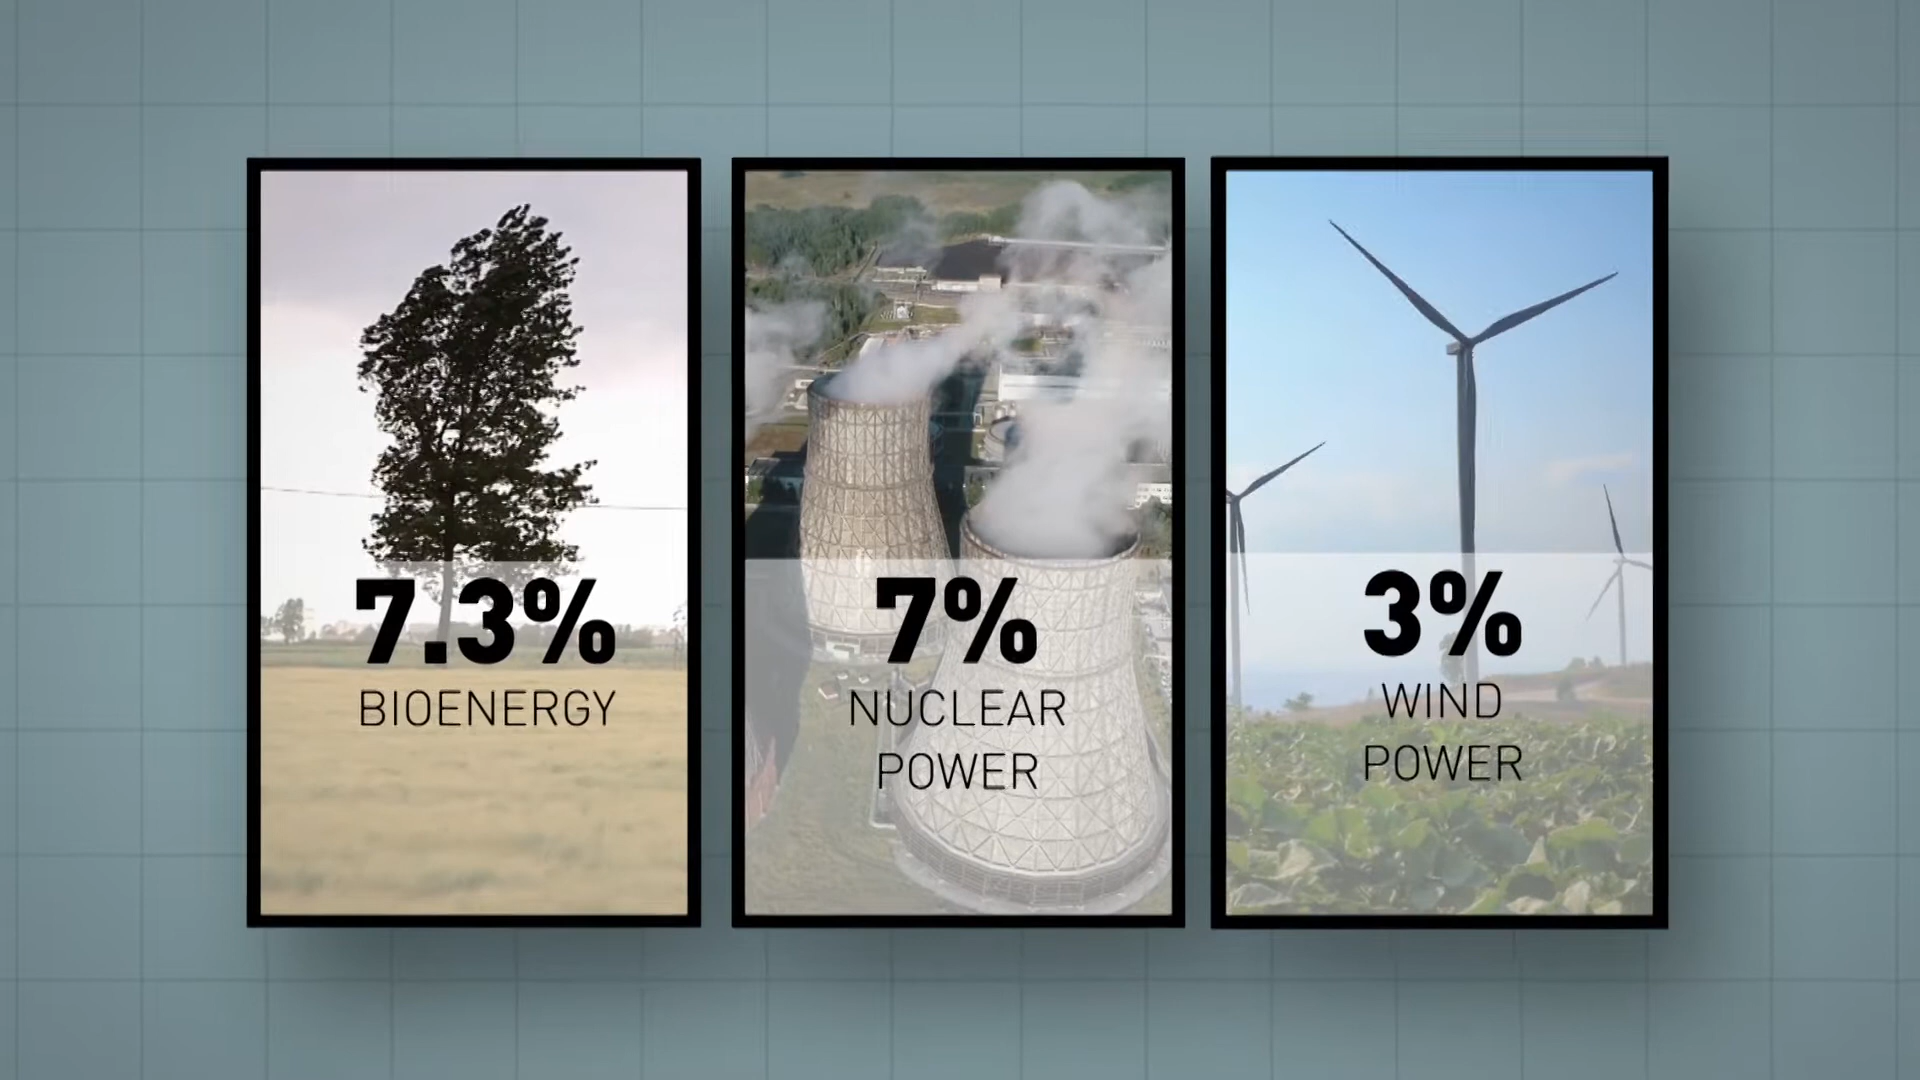 7.3%
BIOENERGY
7%
NUCLEAR
POWER
3%
WIND
POWER